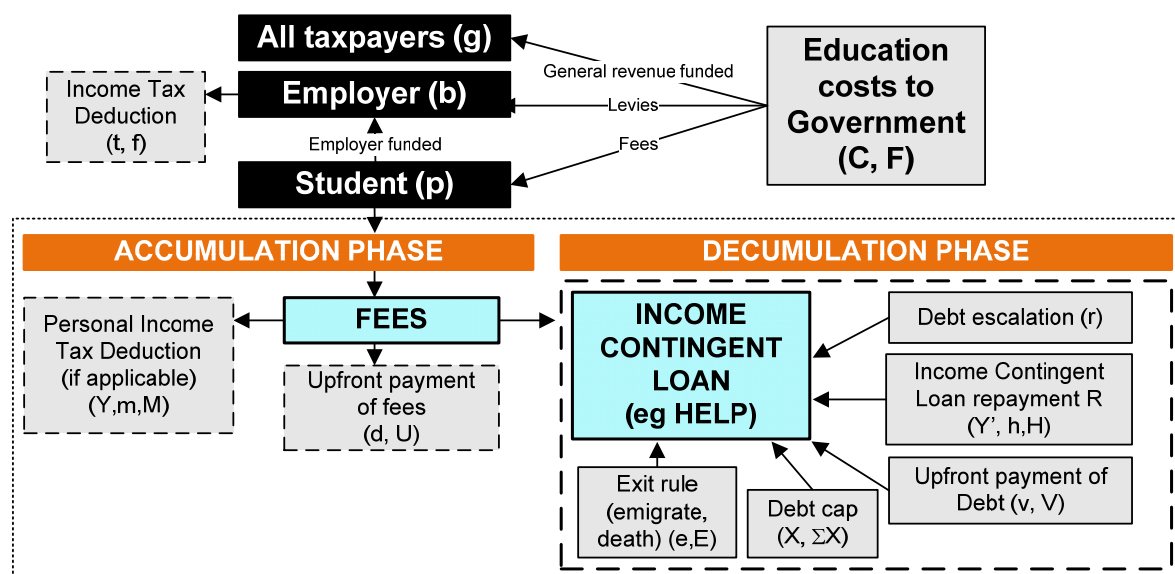 All taxpayers (g)
General revenue funded
Education
costs to
Government
(C, F)
Income Tax
Deduction
(t, f)
Employer (b)
Levies
Employer funded
Fees
Student (p)
ACCUMULATION PHASE
DECUMULATION PHASE
Personal Income
Tax Deduction
(if applicable)
(Y,m,M)
FEES
Upfront payment
of fees
(d, U)
INCOME
CONTINGENT
LOAN
(eg HELP)
Debt escalation (r)
Income Contingent
Loan repayment R
(Y’, h,H)
Upfront payment of
Debt (v, V)
Exit rule
(emigrate,
death) (e,E)
Debt cap
(X, ΣX)